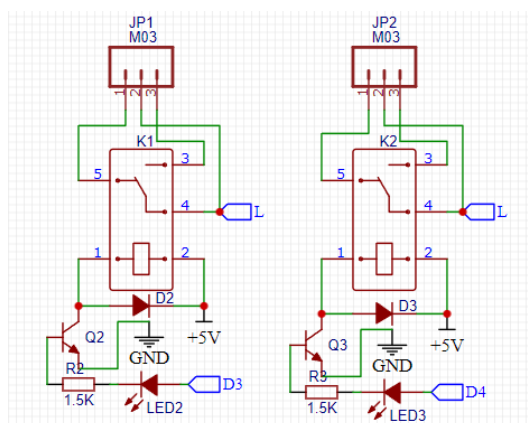 JP1
M03
1 2 3
K1
3
5
4
L
1
2
D2
Q2
+5V
GND
R2
1.5K
LED2
D3
JP2
M03
1 2 3
K2
3
5
4
L
1
2
D3
Q3
+5V
GND
R3
1.5K
LED3
D4